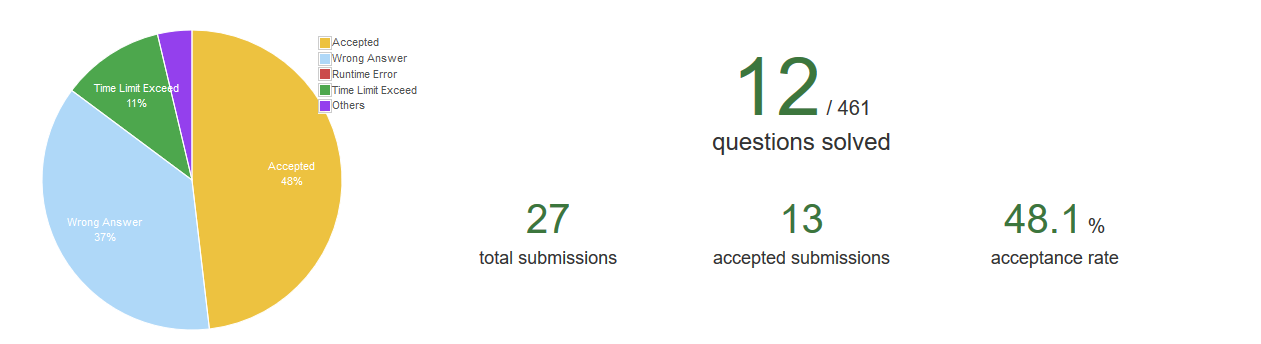 Accepted
Wrong Answer
Runtime Error
Time Limit Exceed
Others
Time Limit Exceed
11%
Accepted
48%
Wrong Answer
37%
12 / 461
questions solved
27
total submissions
13
accepted submissions
48.1 %
acceptance rate